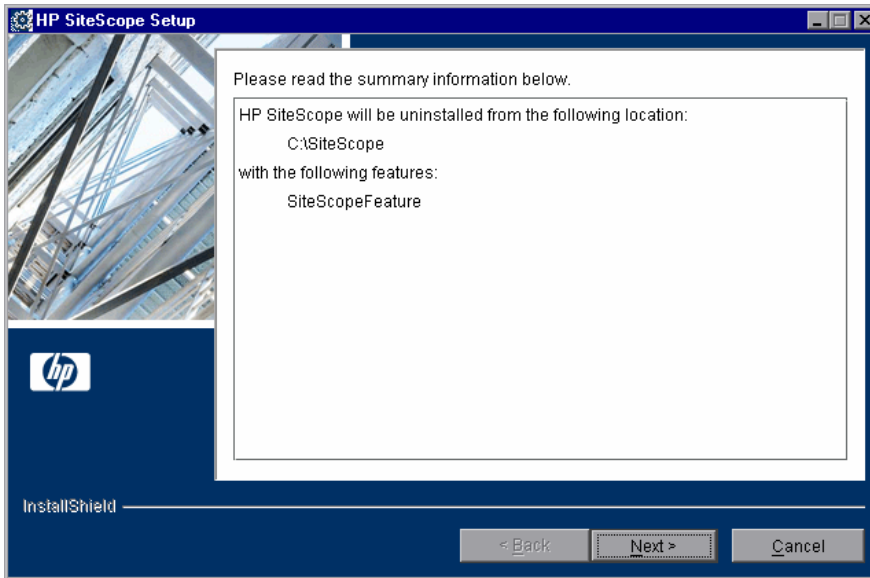 HP SiteScope Setup
Please read the summary information below.
HP SiteScope will be uninstalled from the following location:
C:\SiteScope
with the following features:
SiteScopeFeature
hp
InstallShield
< Back
Next >
Cancel